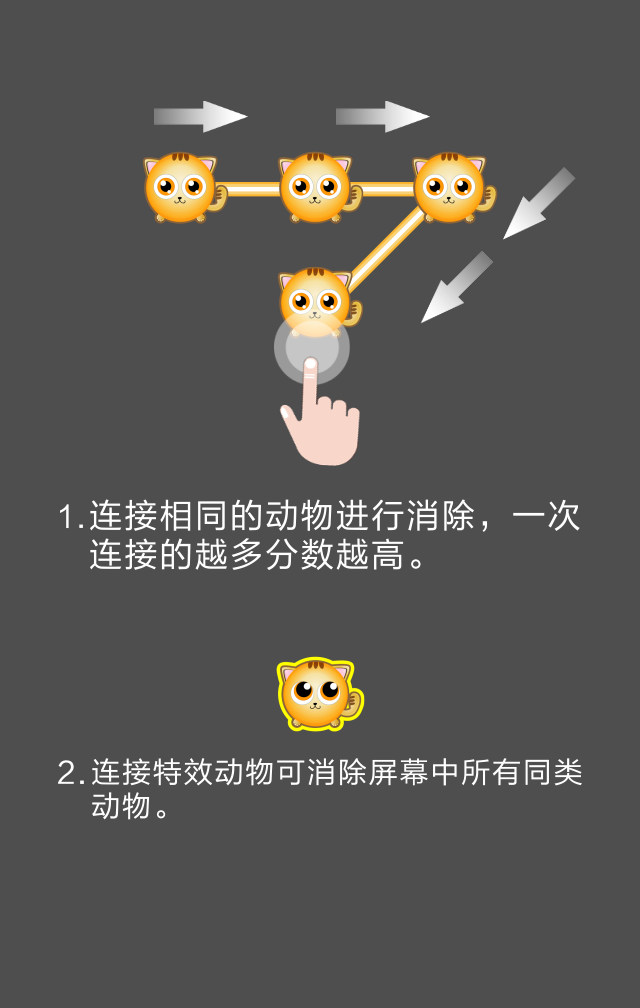 1.连接相同的动物进行消除，一次
连接的越多分数越高。
2.连接特效动物可消除屏幕中所有同类
动物。